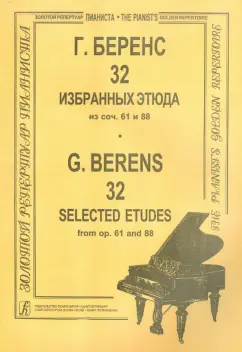 ЗОЛОТОЙ РЕПЕРТУАР ПИАНИСТА • THE PIANIST'S GOLDEN REPERTOIRE
ЗОЛОТОЙ РЕПЕРТУАР ПИАНИСТА
THE PIANIST'S GOLDEN REPERTOIRE
Г. БЕРЕНС
32
ИЗБРАННЫХ ЭТЮДА
из соч. 61 и 88
•
G. BERENS
32
SELECTED ETUDES
from op. 61 and 88